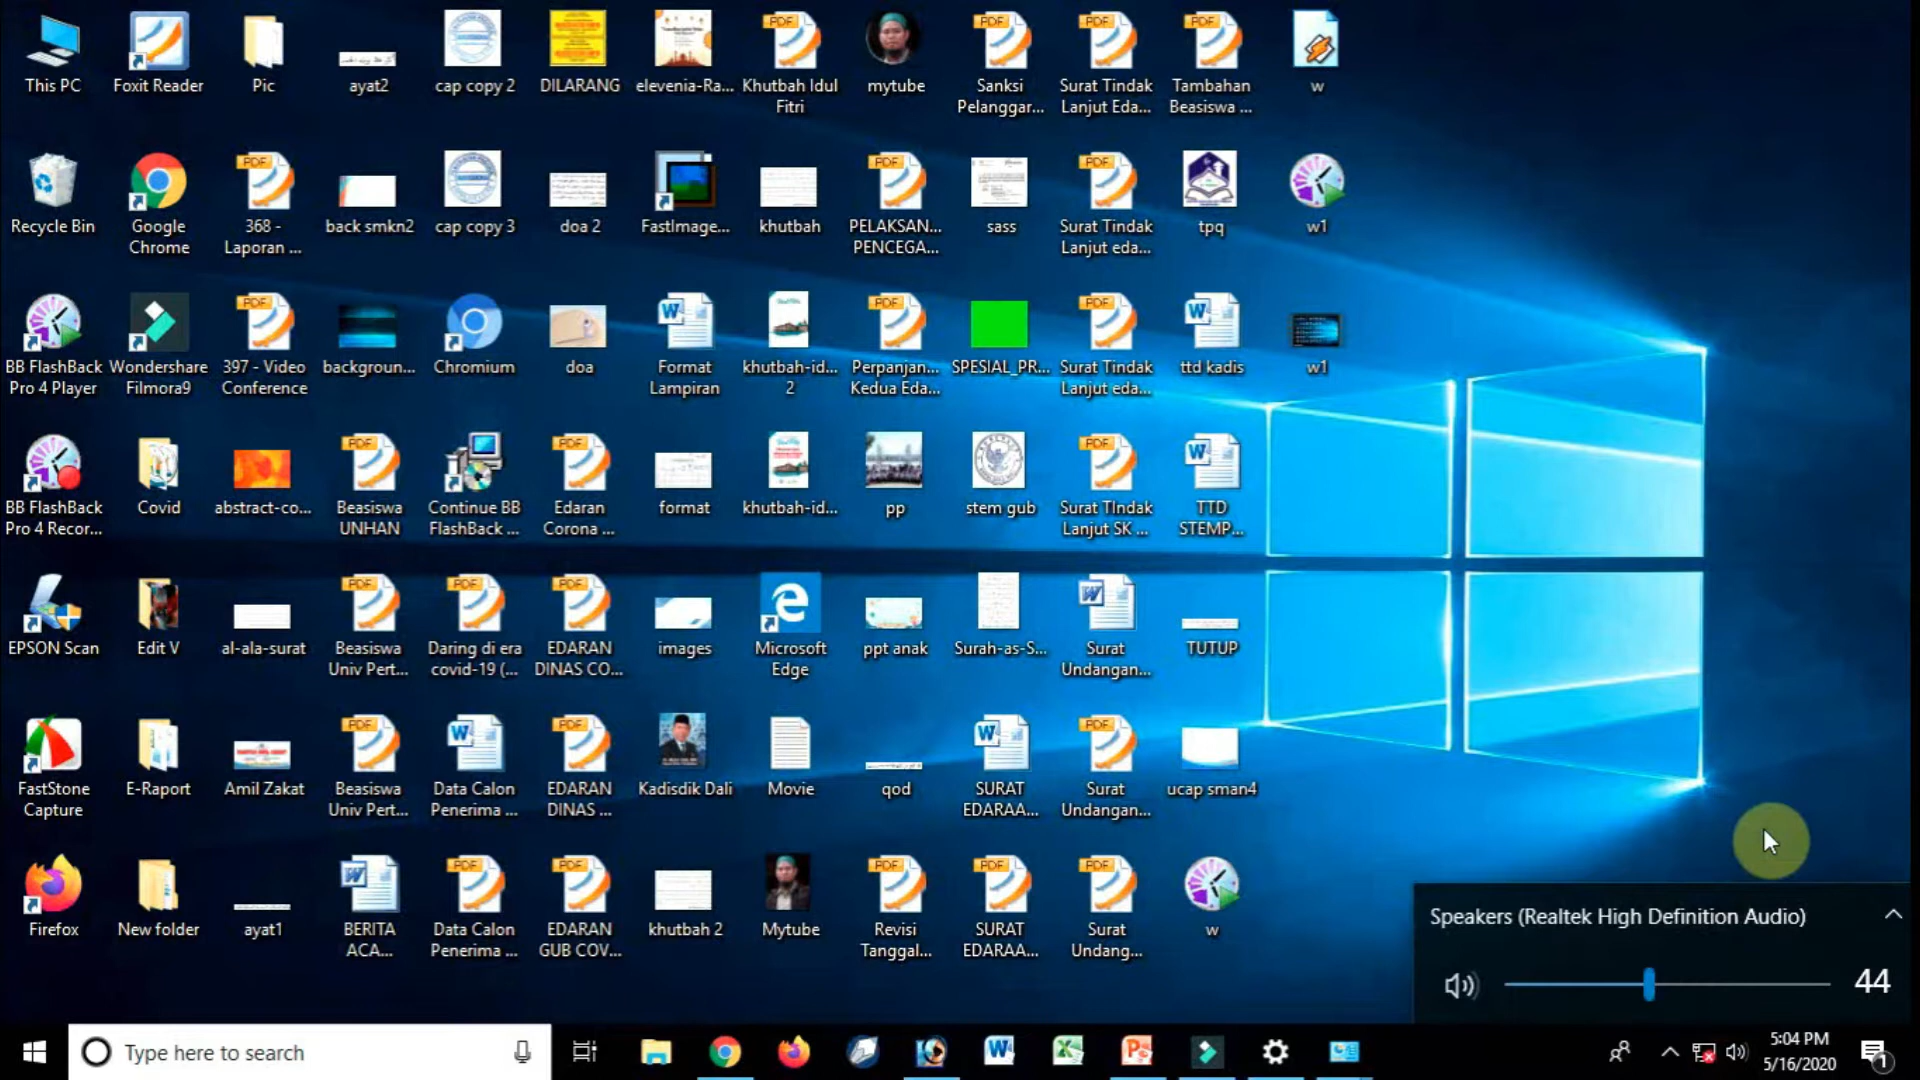 This PC
Foxit Reader
Pic
ayat2
cap copy 2
DILARANG
elevenia-Ra...
Khutbah Idul
Fitri
mytube
Sanksi
Pelanggar...
Surat Tindak
Lanjut Eda...
Tambahan
Beasiswa ...
w
Recycle Bin
Google
Chrome
368 -
Laporan ...
back smkn2
cap copy 3
doa 2
FastImage...
khutbah
PELAKSAN...
PENCEGA...
sass
Surat Tindak
Lanjut eda...
tpq
w1
BB FlashBack
Pro 4 Player
Wondershare
Filmora9
397 - Video
Conference
backgroun...
Chromium
doa
Format
Lampiran
khutbah-id...
2
Perpanjan...
Kedua Eda...
SPESIAL_PR...
Surat Tindak
Lanjut eda...
ttd kadis
w1
BB FlashBack
Pro 4 Recor...
Covid
abstract-co...
Beasiswa
UNHAN
Continue BB
FlashBack ...
Edaran
Corona ...
format
khutbah-id...
pp
stem gub
Surat TIndak
Lanjut SK ...
TTD
STEMP...
EPSON Scan
Edit V
al-ala-surat
Beasiswa
Univ Pert...
Daring di era
covid-19 (...
EDARAN
DINAS CO...
images
Microsoft
Edge
ppt anak
Surah-as-S...
Surat
Undangan...
TUTUP
FastStone
Capture
E-Raport
Amil Zakat
Beasiswa
Univ Pert...
Data Calon
Penerima ...
EDARAN
DINAS ...
Kadisdik Dali
Movie
qod
SURAT
EDARAA...
Surat
Undangan...
ucap sman4
Firefox
New folder
ayat1
BERITA
ACA...
Data Calon
Penerima ...
EDARAN
GUB COV...
khutbah 2
Mytube
Revisi
Tanggal...
SURAT
EDARAA...
Surat
Undang...
w
Speakers (Realtek High Definition Audio)
44
Type here to search
5:04 PM
5/16/2020
1